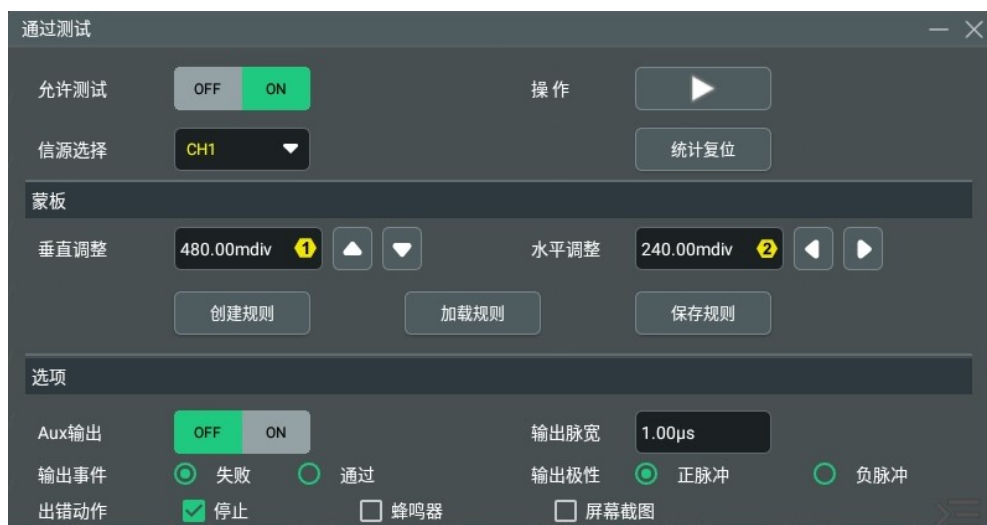 通过测试
允许测试 OFF ON 操作
信源选择 CH1 统计复位
蒙板
垂直调整 480.00mdiv 1 水平调整 240.00mdiv 2
创建规则 加载规则 保存规则
选项
Aux输出 OFF ON 输出脉宽 1.00μs
输出事件 失败 通过 输出极性 正脉冲 负脉冲
出错动作 停止 蜂鸣器 屏幕截图